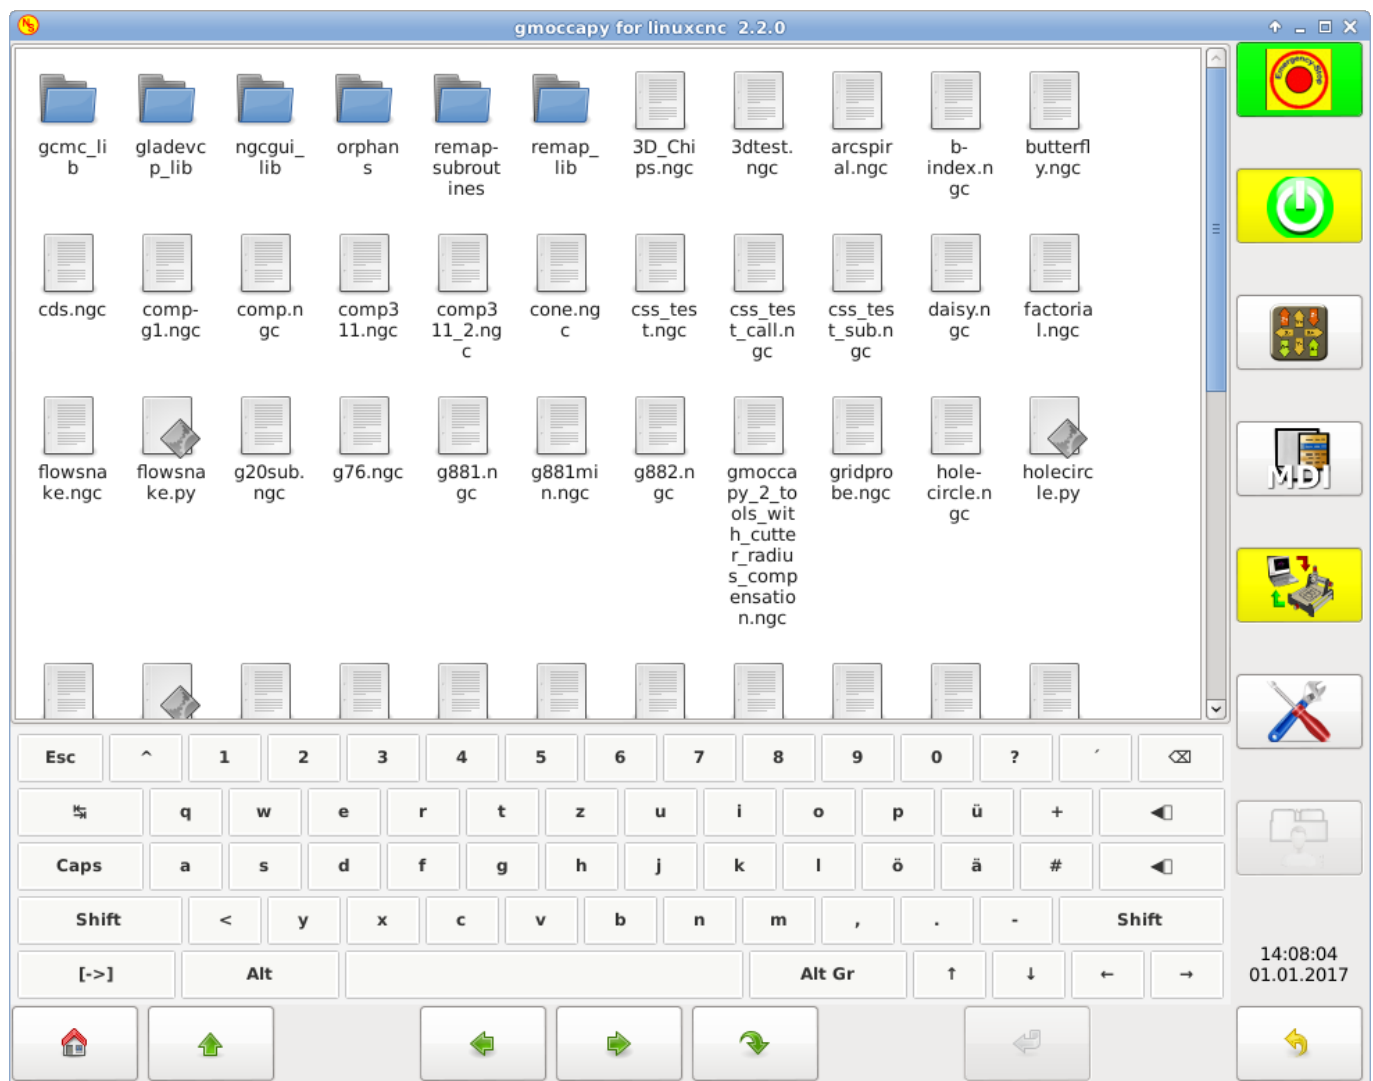 gmoccapy for linuxcnc 2.2.0
Emergency-Stop
gcmc_li
b
gladevc
p_lib
ngcgui_
lib
orphan
s
remap-
subrout
ines
remap_
lib
3D_Chi
ps.ngc
3dtest.
ngc
arcspir
al.ngc
b-
index.n
gc
butterfl
y.ngc
cds.ngc
comp-
g1.ngc
comp.n
gc
comp3
11.ngc
comp3
11_2.ng
c
cone.ng
c
css_tes
t.ngc
css_tes
t_call.n
gc
css_tes
t_sub.n
gc
daisy.n
gc
factoria
l.ngc
flowsna
ke.ngc
flowsna
ke.py
g20sub.
ngc
g76.ngc
g881.n
gc
g881mi
n.ngc
g882.n
gc
gmocca
py_2_to
ols_wit
h_cutte
r_radiu
s_comp
ensatio
n.ngc
gridpro
be.ngc
hole-
circle.n
gc
holecirc
le.py
MDI
Esc ^ 1 2 3 4 5 6 7 8 9 0 ? ´ ⌫
↹ q w e r t z u i o p ü +
Caps a s d f g h j k l ö ä #
Shift < y x c v b n m , . - Shift
[->] Alt Alt Gr ↑ ↓ ← →
14:08:04
01.01.2017